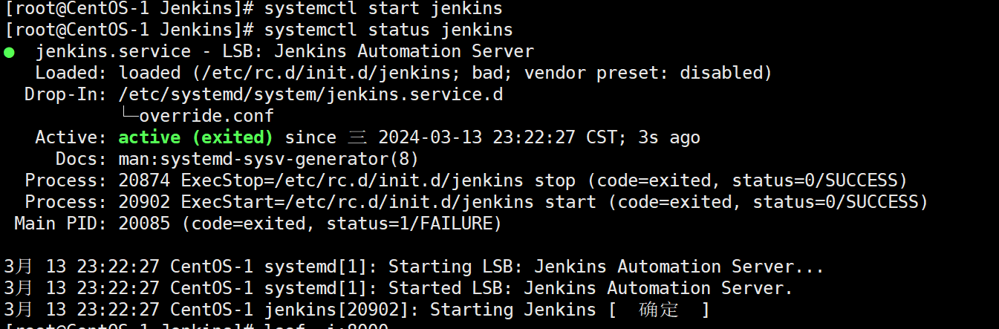 [root@CentOS-1 Jenkins]# systemctl start jenkins
[root@CentOS-1 Jenkins]# systemctl status jenkins
● jenkins.service - LSB: Jenkins Automation Server
   Loaded: loaded (/etc/rc.d/init.d/jenkins; bad; vendor preset: disabled)
  Drop-In: /etc/systemd/system/jenkins.service.d
           └─override.conf
   Active: active (exited) since 三 2024-03-13 23:22:27 CST; 3s ago
     Docs: man:systemd-sysv-generator(8)
  Process: 20874 ExecStop=/etc/rc.d/init.d/jenkins stop (code=exited, status=0/SUCCESS)
  Process: 20902 ExecStart=/etc/rc.d/init.d/jenkins start (code=exited, status=0/SUCCESS)
 Main PID: 20085 (code=exited, status=1/FAILURE)
3月 13 23:22:27 CentOS-1 systemd[1]: Starting LSB: Jenkins Automation Server...
3月 13 23:22:27 CentOS-1 systemd[1]: Started LSB: Jenkins Automation Server.
3月 13 23:22:27 CentOS-1 jenkins[20902]: Starting Jenkins [  确定  ]
[root@CentOS-1 Jenkins]#